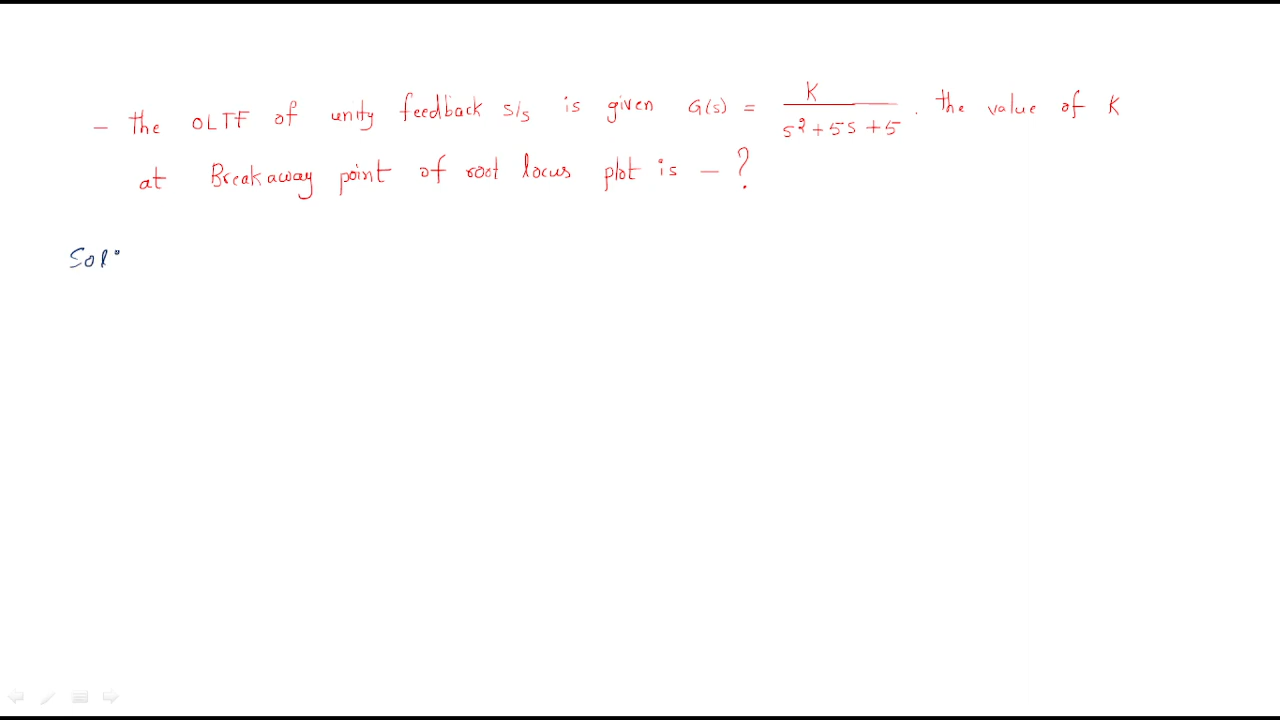 - the OLTF of unity feedback s/s is given G(s) = K / (s²+5s+5). the value of K
at Breakaway point of root locus plot is - ?
Sol: